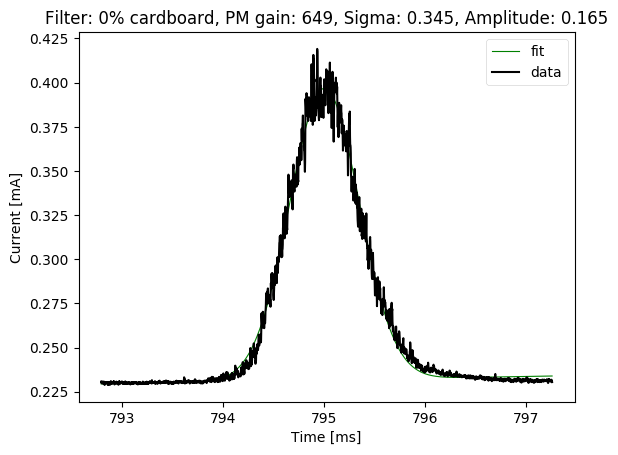 Filter: 0% cardboard, PM gain: 649, Sigma: 0.345, Amplitude: 0.165
fit
data
0.425
0.400
0.375
0.350
0.325
0.300
0.275
0.250
0.225
Current [mA]
793 794 795 796 797
Time [ms]